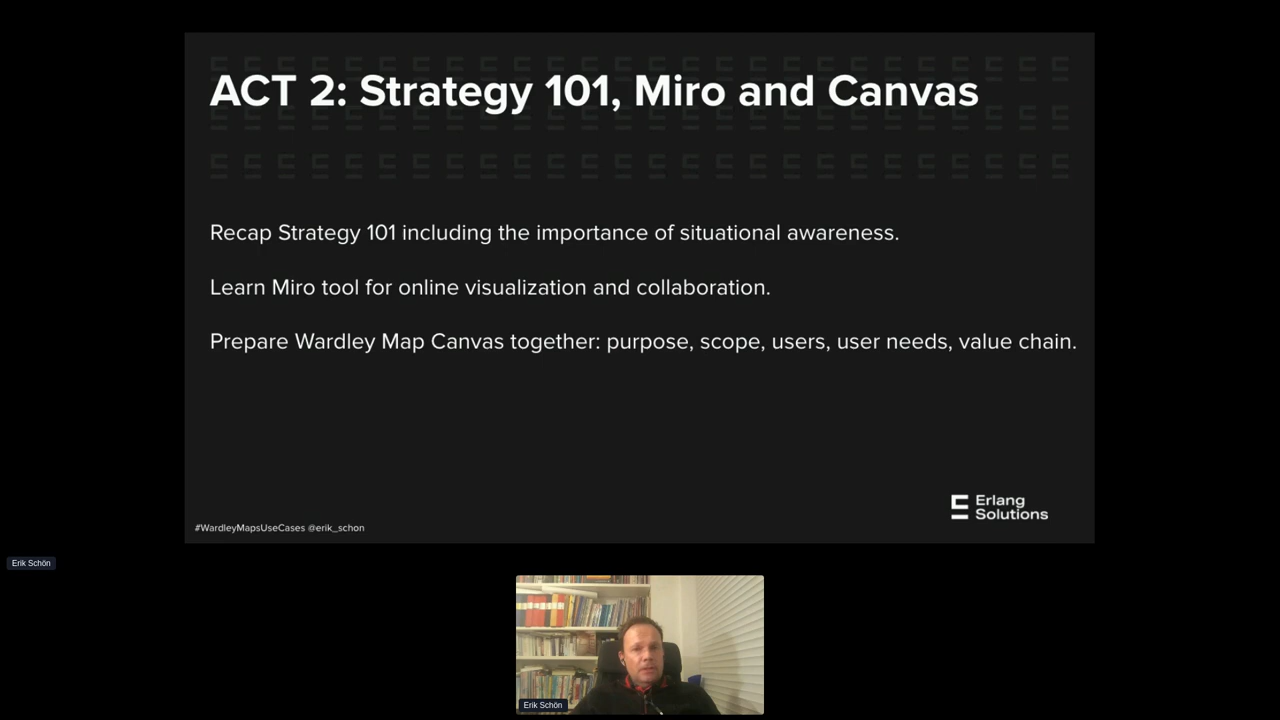 ACT 2: Strategy 101, Miro and Canvas
Recap Strategy 101 including the importance of situational awareness.
Learn Miro tool for online visualization and collaboration.
Prepare Wardley Map Canvas together: purpose, scope, users, user needs, value chain.
Erlang
Solutions
#WardleyMapsUseCases @erik_schon
Erik Schön
Erik Schön